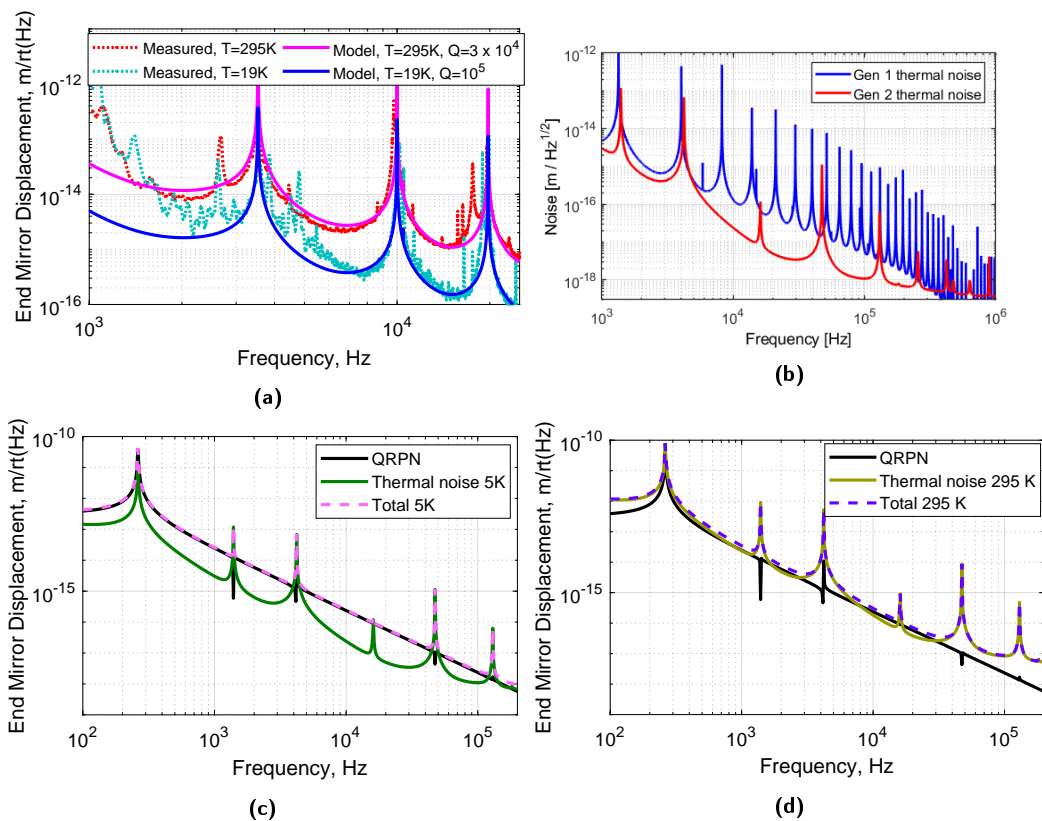 End Mirror Displacement, m/rt(Hz)
10^-12
10^-14
10^-16
Measured, T=295K
Model, T=295K, Q=3 x 10^4
Measured, T=19K
Model, T=19K, Q=10^5
10^3
10^4
Frequency, Hz
(a)
Noise [m / Hz^1/2]
10^-12
10^-14
10^-16
10^-18
Gen 1 thermal noise
Gen 2 thermal noise
10^3
10^4
10^5
10^6
Frequency [Hz]
(b)
End Mirror Displacement, m/rt(Hz)
10^-10
10^-15
QRPN
Thermal noise 5K
Total 5K
10^2
10^3
10^4
10^5
Frequency, Hz
(c)
End Mirror Displacement, m/rt(Hz)
10^-10
10^-15
QRPN
Thermal noise 295 K
Total 295 K
10^2
10^3
10^4
10^5
Frequency, Hz
(d)